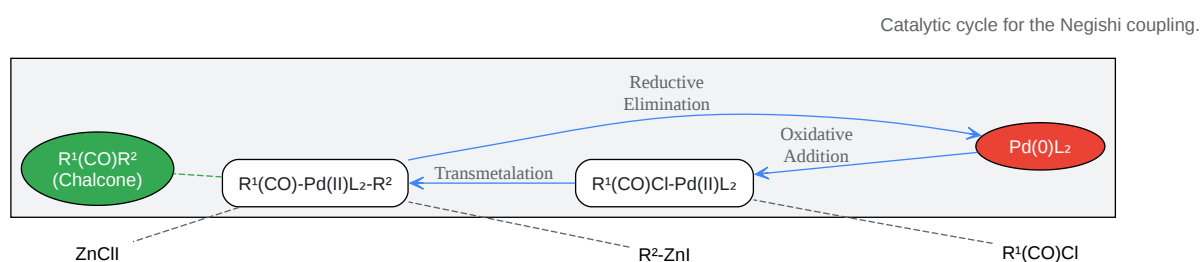 Catalytic cycle for the Negishi coupling.
Reductive
Elimination
Oxidative
Addition
Pd(0)L₂
R¹(CO)R²
(Chalcone)
R¹(CO)-Pd(II)L₂-R²
Transmetalation
R¹(CO)Cl-Pd(II)L₂
ZnClI
R²-ZnI
R¹(CO)Cl